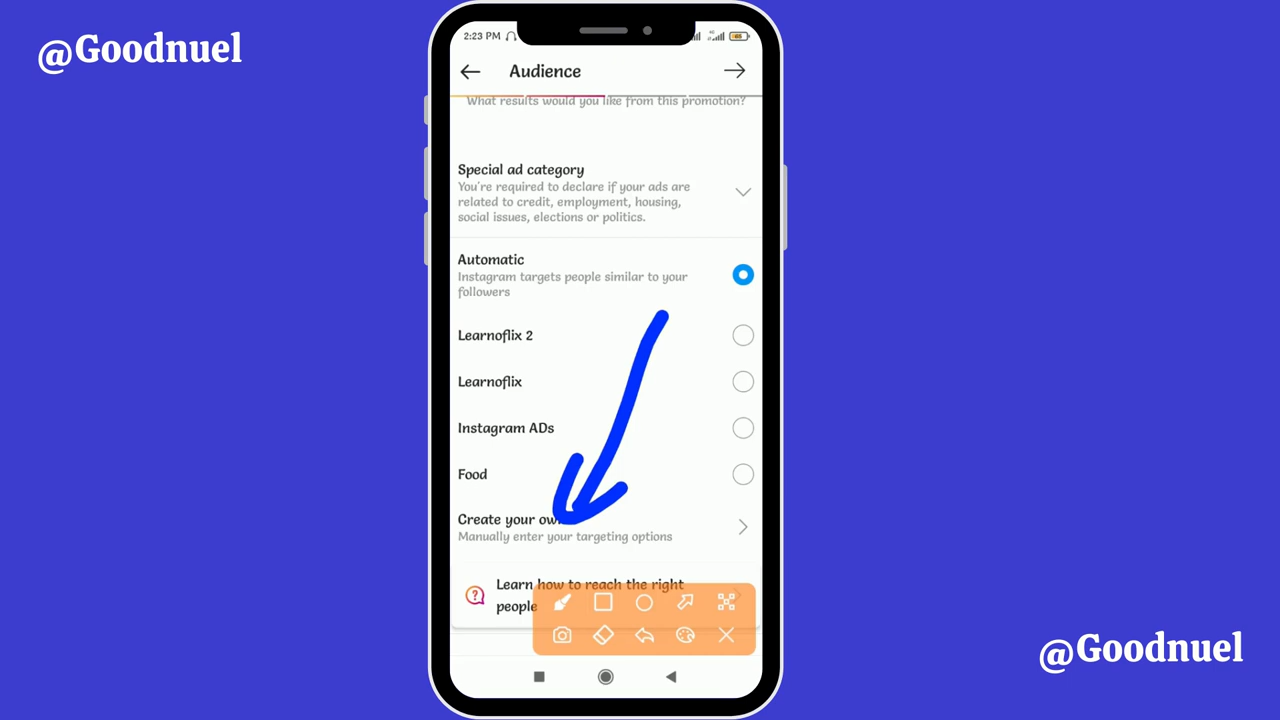 @Goodnuel
2:23 PM
Audience
What results would you like from this promotion?
Special ad category
You're required to declare if your ads are
related to credit, employment, housing,
social issues, elections or politics.
Automatic
Instagram targets people similar to your
followers
Learnoflix 2
Learnoflix
Instagram ADs
Food
Create your own
Manually enter your targeting options
Learn how to reach the right
people
@Goodnuel